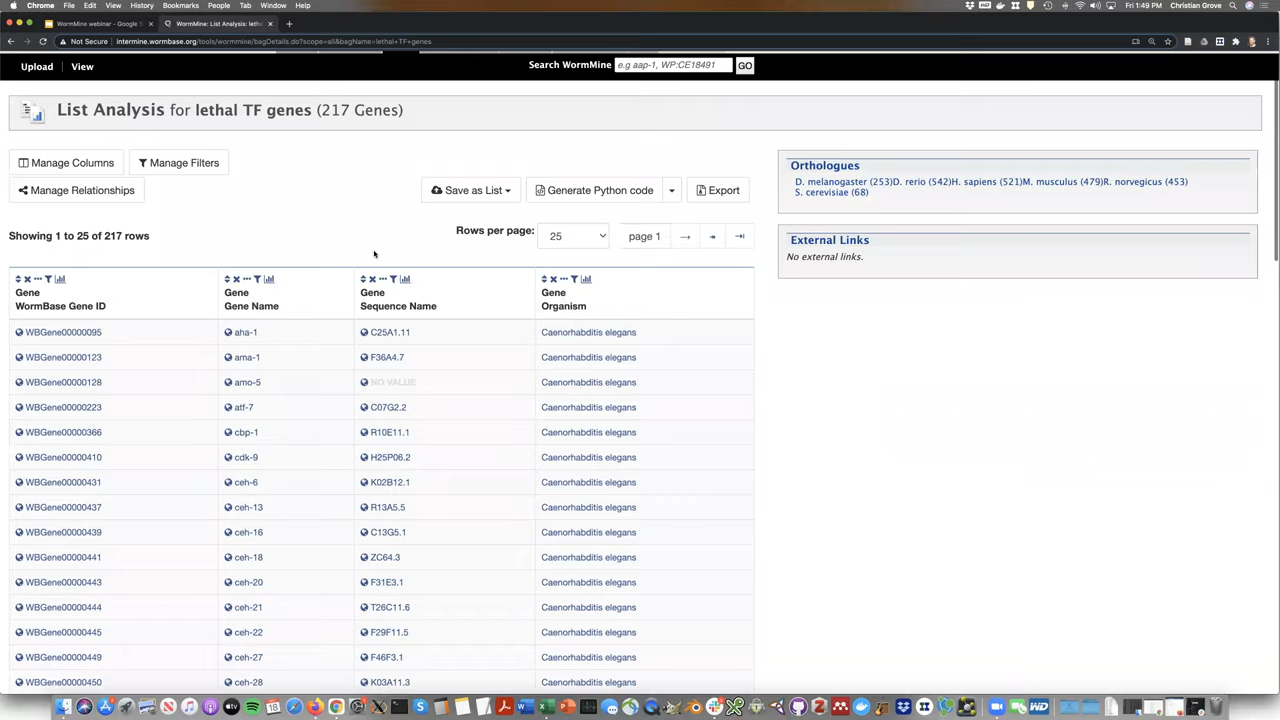 Chrome File Edit View History Bookmarks People Tab Window Help Fri 1:49 PM Christian Grove
WormMine webinar - Google S × WormMine: List Analysis: leth × +
Not Secure | intermine.wormbase.org/tools/wormmine/bagDetails.do?scope=all&bagName=lethal+TF+genes
Upload View Search WormMine e.g aap-1, WP:CE18491 GO
List Analysis for lethal TF genes (217 Genes)
Manage Columns Manage Filters
Manage Relationships Save as List Generate Python code Export
Showing 1 to 25 of 217 rows Rows per page: 25 page 1
Orthologues
D. melanogaster (253)D. rerio (542)H. sapiens (521)M. musculus (479)R. norvegicus (453)
S. cerevisiae (68)
External Links
No external links.
Gene Gene Gene Gene
WormBase Gene ID Gene Name Sequence Name Organism
WBGene00000095 aha-1 C25A1.11 Caenorhabditis elegans
WBGene00000123 ama-1 F36A4.7 Caenorhabditis elegans
WBGene00000128 amo-5 NO VALUE Caenorhabditis elegans
WBGene00000223 atf-7 C07G2.2 Caenorhabditis elegans
WBGene00000366 cbp-1 R10E11.1 Caenorhabditis elegans
WBGene00000410 cdk-9 H25P06.2 Caenorhabditis elegans
WBGene00000431 ceh-6 K02B12.1 Caenorhabditis elegans
WBGene00000437 ceh-13 R13A5.5 Caenorhabditis elegans
WBGene00000439 ceh-16 C13G5.1 Caenorhabditis elegans
WBGene00000441 ceh-18 ZC64.3 Caenorhabditis elegans
WBGene00000443 ceh-20 F31E3.1 Caenorhabditis elegans
WBGene00000444 ceh-21 T26C11.6 Caenorhabditis elegans
WBGene00000445 ceh-22 F29F11.5 Caenorhabditis elegans
WBGene00000449 ceh-27 F46F3.1 Caenorhabditis elegans
WBGene00000450 ceh-28 K03A11.3 Caenorhabditis elegans